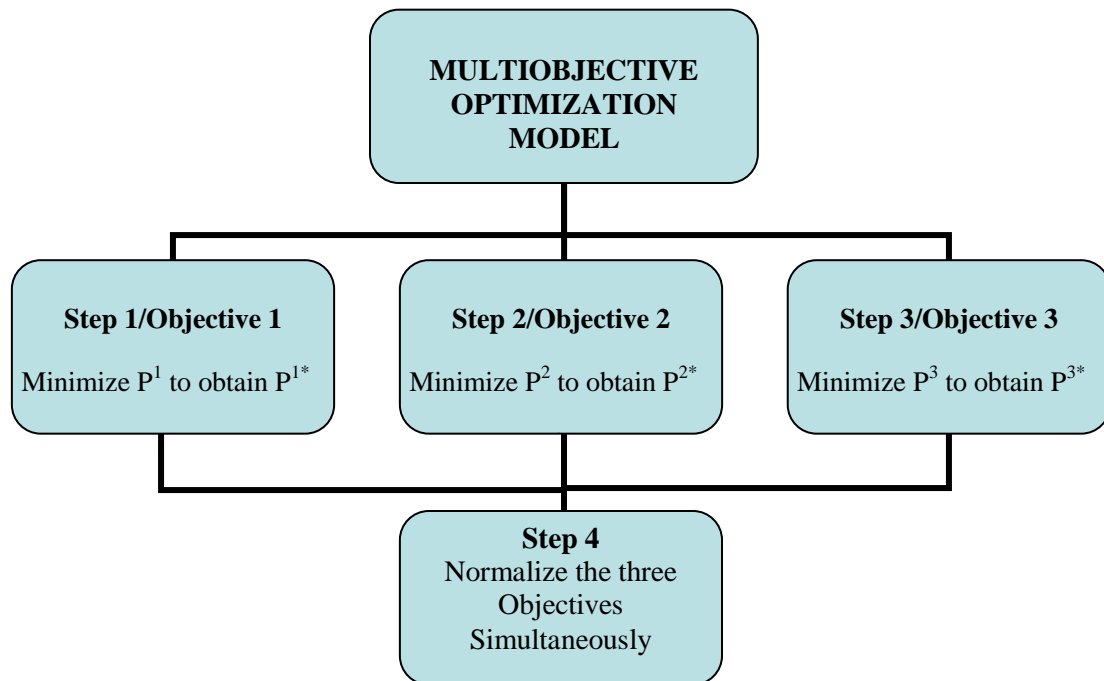 MULTIOBJECTIVE
OPTIMIZATION
MODEL
Step 1/Objective 1
Minimize P¹ to obtain P¹*
Step 2/Objective 2
Minimize P² to obtain P²*
Step 3/Objective 3
Minimize P³ to obtain P³*
Step 4
Normalize the three
Objectives
Simultaneously